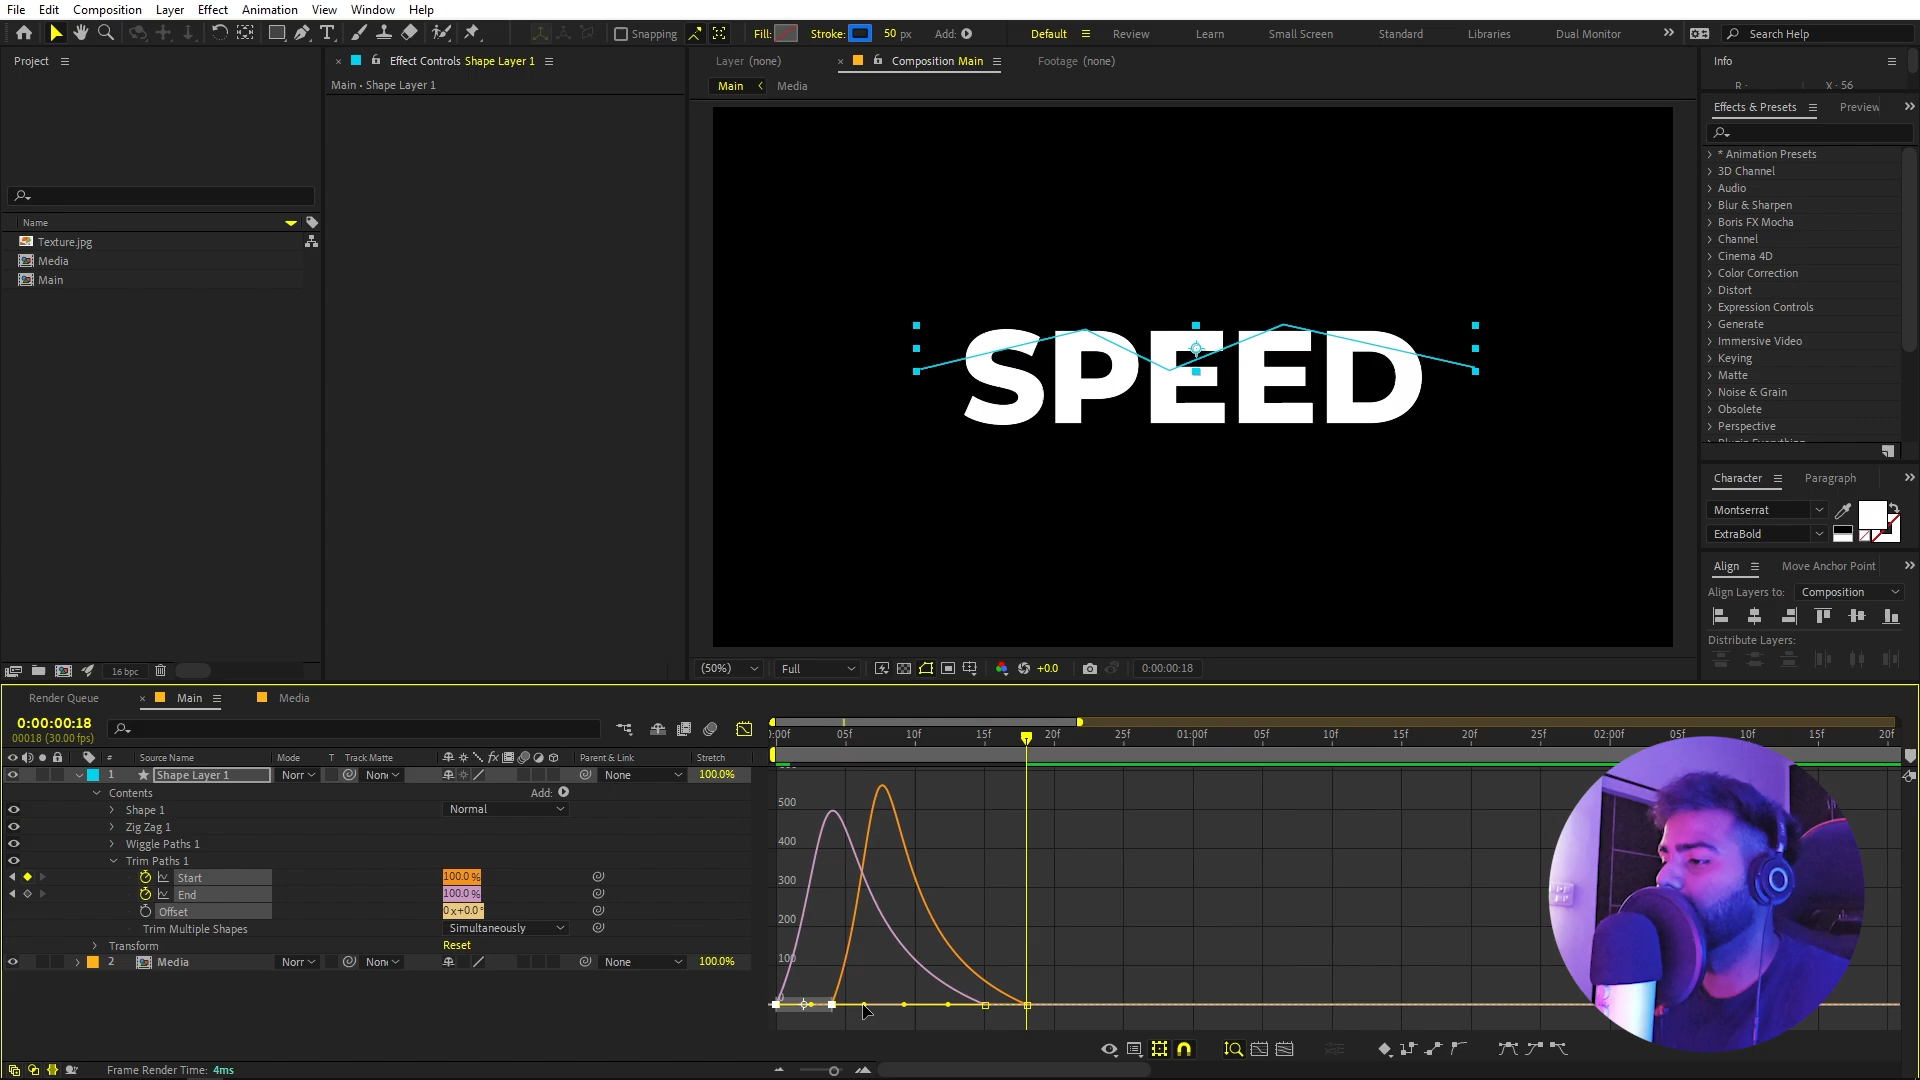 File Edit Composition Layer Effect Animation View Window Help
Snapping Fill: Stroke: 50 px Add: Default Review Learn Small Screen Standard Libraries Dual Monitor Search Help
Project Effect Controls Shape Layer 1 Layer (none) Composition Main Footage (none) Info
Main • Shape Layer 1 Main Media R - X - 56
Effects & Presets Preview
* Animation Presets
3D Channel
Audio
Blur & Sharpen
Boris FX Mocha
Channel
Cinema 4D
Color Correction
Distort
Expression Controls
Generate
Immersive Video
Keying
Matte
Noise & Grain
Obsolete
Perspective
Name
Texture.jpg
Media
Main
SPEED
Character Paragraph
Montserrat
ExtraBold
Align Move Anchor Point
Align Layers to: Composition
Distribute Layers:
16 bpc (50%) Full +0.0 0:00:00:18
Render Queue Main Media
0:00:00:18
00018 (30.00 fps)
:00f 05f 10f 15f 20f 25f 01:00f 05f 10f 15f 20f 25f 02:00f 05f 10f 15f 20f
# Source Name Mode T Track Matte Parent & Link Stretch
1 Shape Layer 1 Norr None None 100.0%
Contents Add:
Shape 1 Normal
Zig Zag 1
Wiggle Paths 1
Trim Paths 1
Start 100.0 %
End 100.0 %
Offset 0 x+0.0°
Trim Multiple Shapes Simultaneously
Transform Reset
2 Media Norr None None 100.0%
500
400
300
200
100
Frame Render Time: 4ms